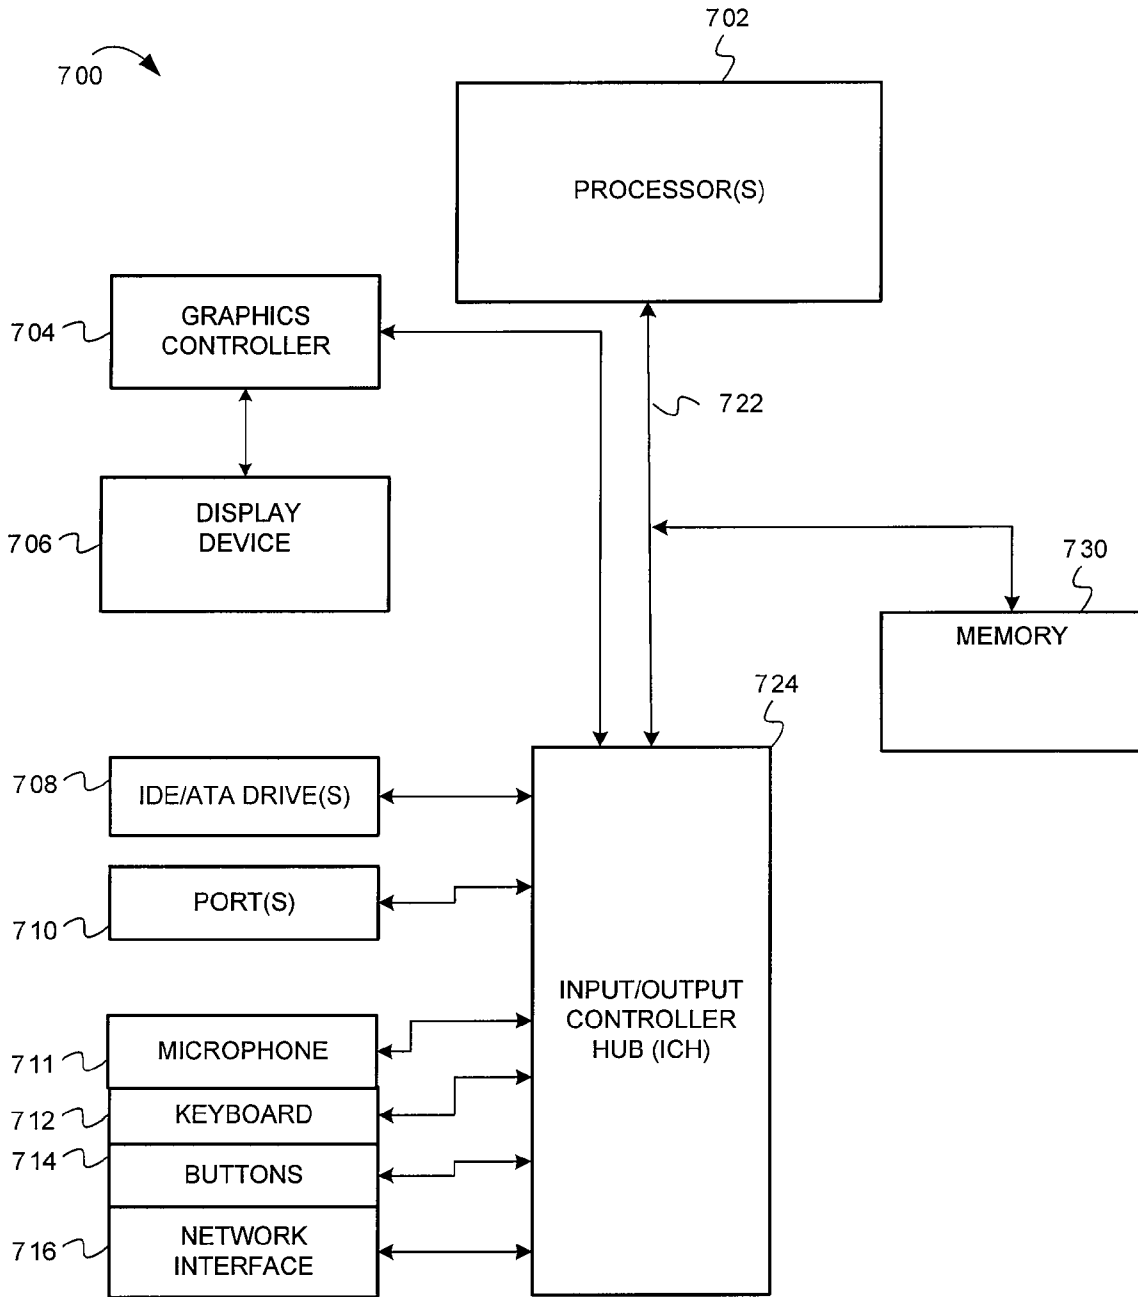 702
700
PROCESSOR(S)
704
GRAPHICS
CONTROLLER
722
706
DISPLAY
DEVICE
730
MEMORY
724
708
IDE/ATA DRIVE(S)
PORT(S)
710
INPUT/OUTPUT
CONTROLLER
HUB (ICH)
MICROPHONE
711
KEYBOARD
712
714
BUTTONS
716
NETWORK
INTERFACE